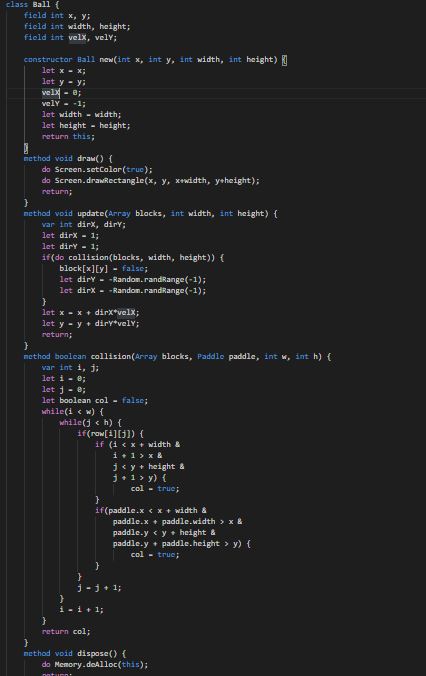 class Ball {
field int x, y;
field int width, height;
field int velX, velY;
constructor Ball new(int x, int y, int width, int height) {
let x = x;
let y = y;
velX = 0;
velY = -1;
let width = width;
let height = height;
return this;
}
method void draw() {
do Screen.setColor(true);
do Screen.drawRectangle(x, y, x+width, y+height);
return;
}
method void update(Array blocks, int width, int height) {
var int dirX, dirY;
let dirX = 1;
let dirY = 1;
if(do collision(blocks, width, height)) {
block[x][y] = false;
let dirY = -Random.randRange(-1);
let dirX = -Random.randRange(-1);
}
let x = x + dirX*velX;
let y = y + dirY*velY;
return;
}
method boolean collision(Array blocks, Paddle paddle, int w, int h) {
var int i, j;
let i = 0;
let j = 0;
let boolean col = false;
while(i < w) {
while(j < h) {
if(row[i][j]) {
if (i < x + width &
i + 1 > x &
j < y + height &
j + 1 > y) {
col = true;
}
if(paddle.x < x + width &
paddle.x + paddle.width > x &
paddle.y < y + height &
paddle.y + paddle.height > y) {
col = true;
}
}
j = j + 1;
}
i = i + 1;
}
return col;
}
method void dispose() {
do Memory.deAlloc(this);
return;